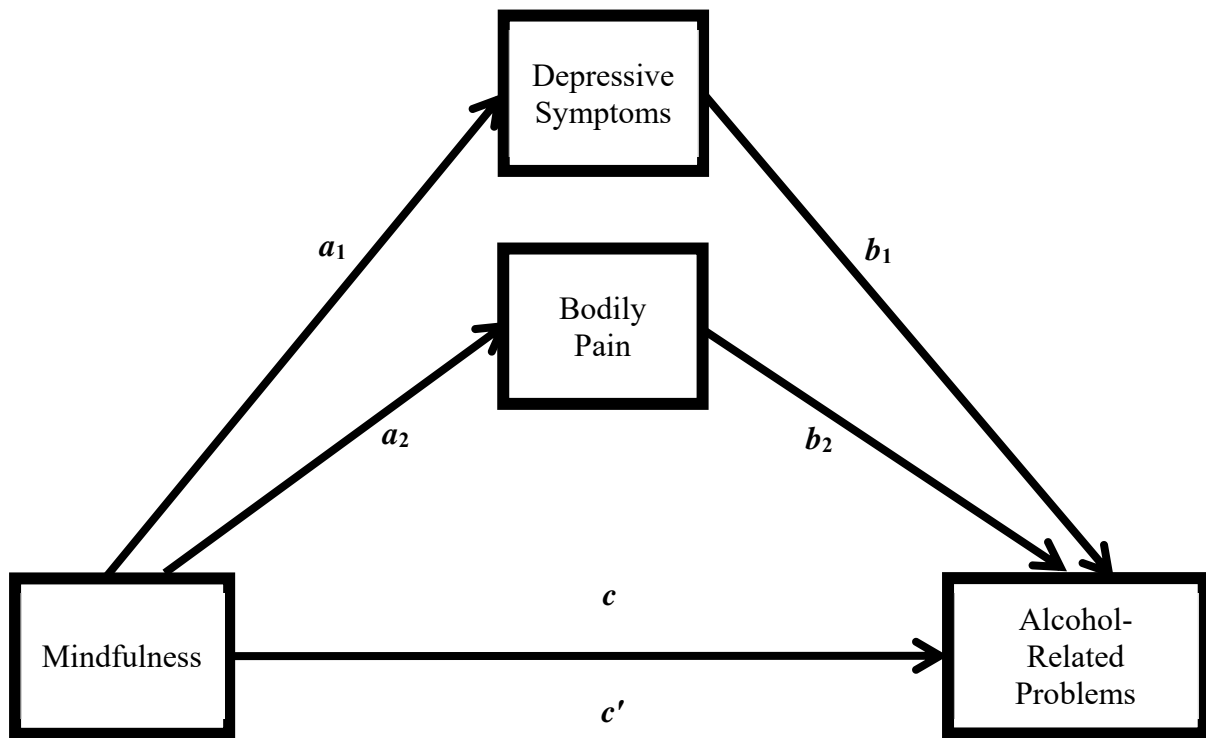 Depressive
Symptoms
a₁
b₁
Bodily
Pain
a₂
b₂
c
Mindfulness
Alcohol-
Related
Problems
c'